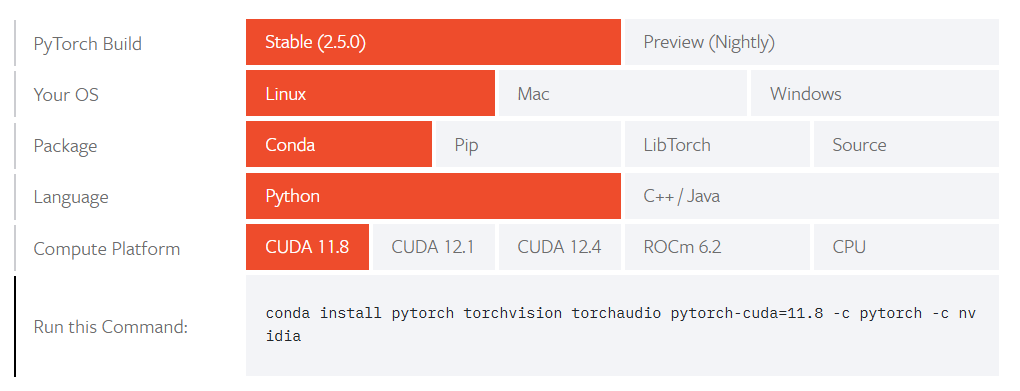 PyTorch Build Stable (2.5.0) Preview (Nightly)
Your OS Linux Mac Windows
Package Conda Pip LibTorch Source
Language Python C++ / Java
Compute Platform CUDA 11.8 CUDA 12.1 CUDA 12.4 ROCm 6.2 CPU
Run this Command: conda install pytorch torchvision torchaudio pytorch-cuda=11.8 -c pytorch -c nv
idia